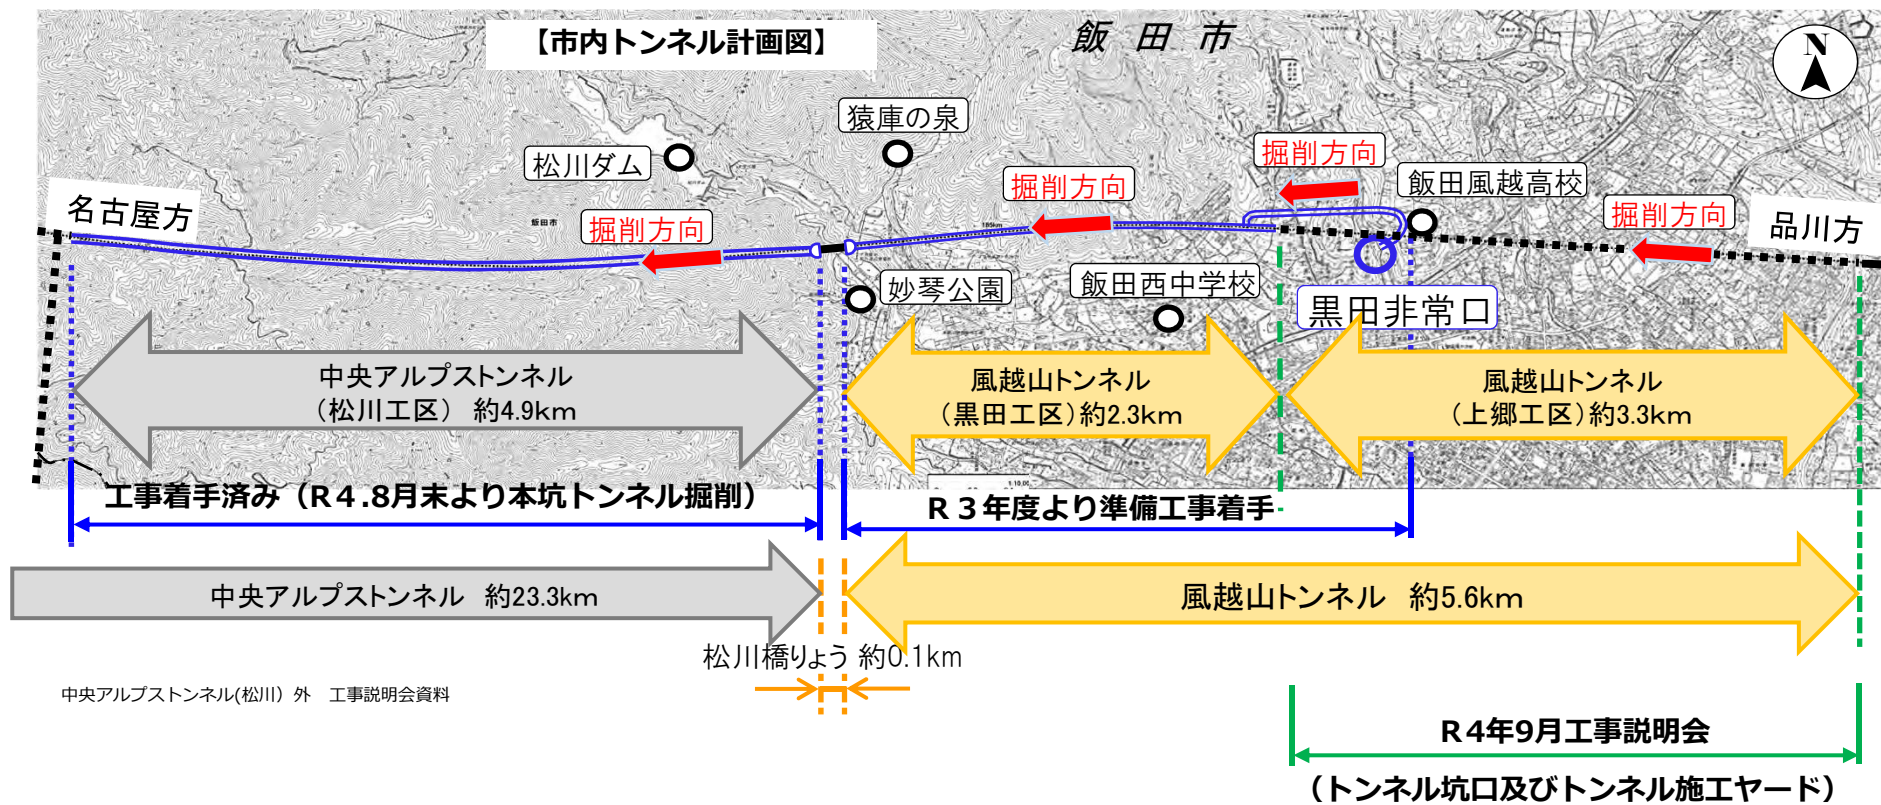 【市内トンネル計画図】
飯田市
N
猿庫の泉
松川ダム
掘削方向
飯田風越高校
掘削方向
名古屋方
飯田市
掘削方向
185km
掘削方向
品川方
妙琴公園
飯田西中学校
黒田非常口
中央アルプストンネル
（松川工区） 約4.9km
風越山トンネル
（黒田工区）約2.3km
風越山トンネル
（上郷工区）約3.3km
工事着手済み（R４.8月末より本坑トンネル掘削）
R３年度より準備工事着手
中央アルプストンネル 約23.3km
風越山トンネル 約5.6km
松川橋りょう 約0.1km
中央アルプストンネル(松川）外 工事説明会資料
R4年9月工事説明会
（トンネル坑口及びトンネル施工ヤード）